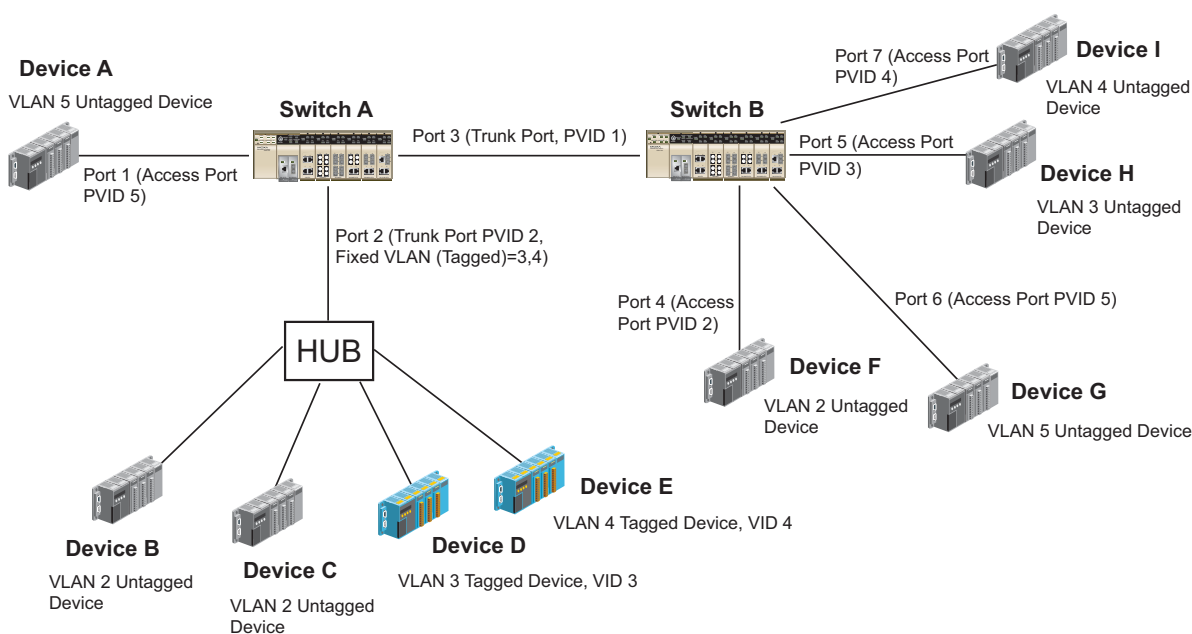 Device A
VLAN 5 Untagged Device
Switch A
Port 1 (Access Port
PVID 5)
Port 3 (Trunk Port, PVID 1)
Switch B
Port 7 (Access Port
PVID 4)
Device I
VLAN 4 Untagged
Device
Port 5 (Access Port
PVID 3)
Device H
VLAN 3 Untagged
Device
Port 2 (Trunk Port PVID 2,
Fixed VLAN (Tagged)=3,4)
Port 4 (Access
Port PVID 2)
Port 6 (Access Port PVID 5)
HUB
Device F
VLAN 2 Untagged
Device
Device G
VLAN 5 Untagged Device
Device E
VLAN 4 Tagged Device, VID 4
Device B
VLAN 2 Untagged
Device
Device C
VLAN 2 Untagged
Device
Device D
VLAN 3 Tagged Device, VID 3